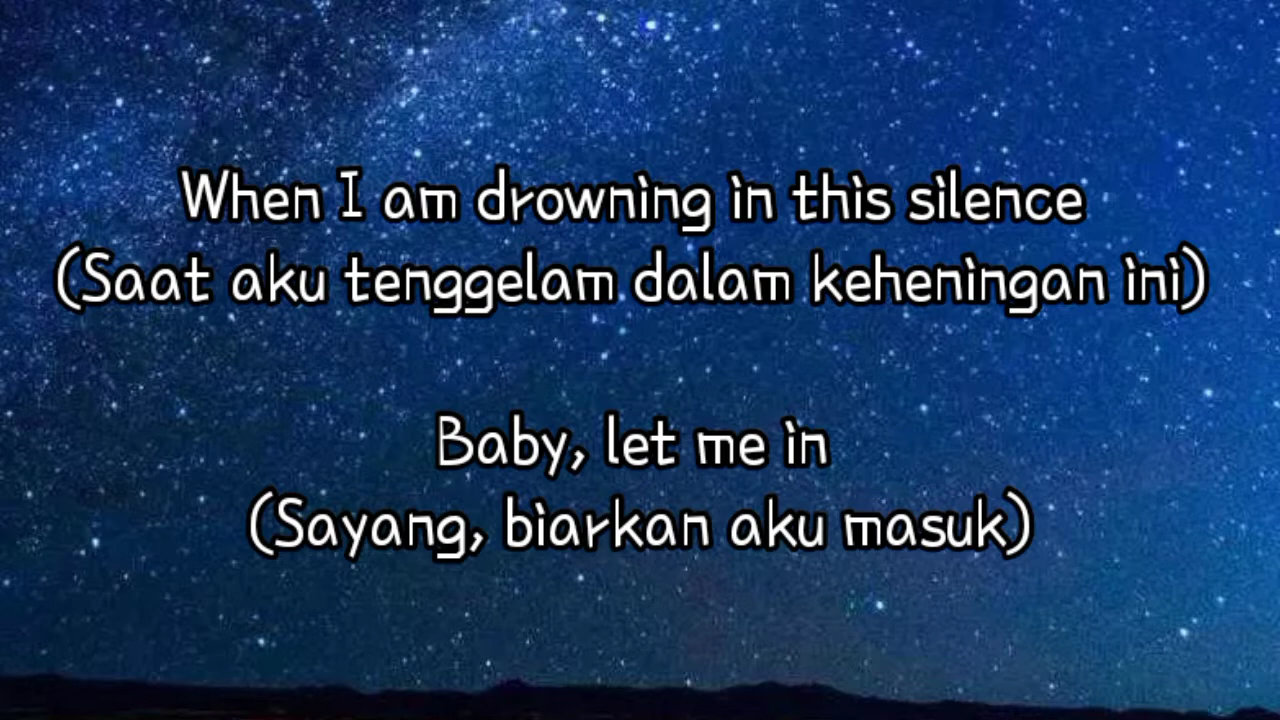 When I am drowning in this silence
(Saat aku tenggelam dalam keheningan ini)
Baby, let me in
(Sayang, biarkan aku masuk)